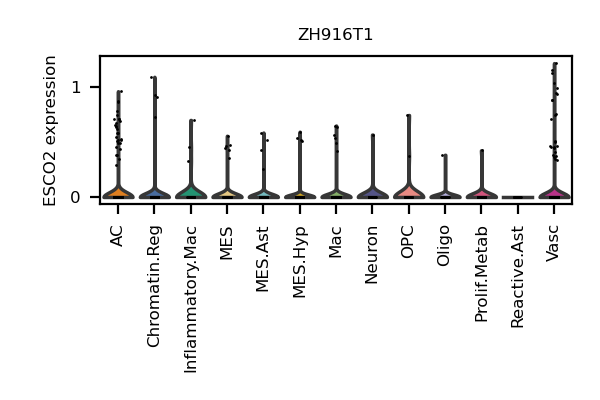 ZH916T1
ESCO2 expression
1
0
AC
Chromatin.Reg
Inflammatory.Mac
MES
MES.Ast
MES.Hyp
Mac
Neuron
OPC
Oligo
Prolif.Metab
Reactive.Ast
Vasc